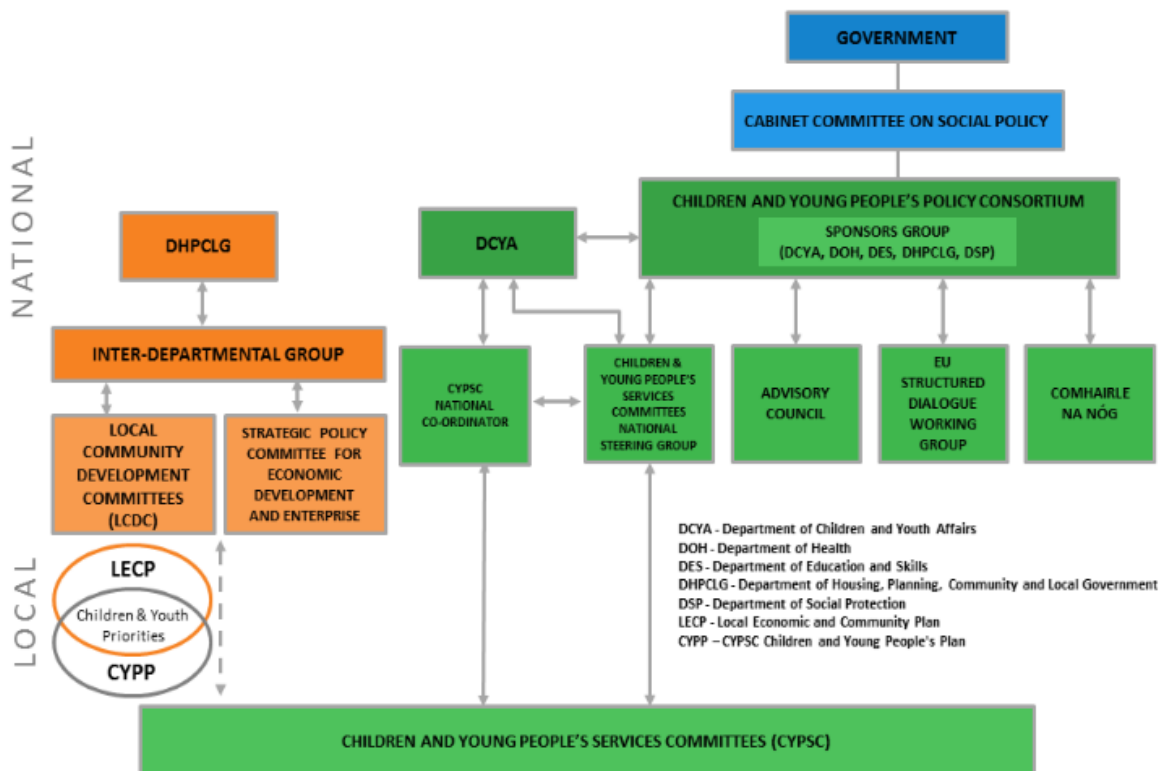 GOVERNMENT
CABINET COMMITTEE ON SOCIAL POLICY
NATIONAL
CHILDREN AND YOUNG PEOPLE'S POLICY CONSORTIUM
SPONSORS GROUP
(DCYA, DOH, DES, DHPCLG, DSP)
DHPCLG
DCYA
INTER-DEPARTMENTAL GROUP
CYPSC
NATIONAL
CO-ORDINATOR
CHILDREN &
YOUNG PEOPLE'S
SERVICES
COMMITTEES
NATIONAL
STEERING GROUP
ADVISORY
COUNCIL
EU
STRUCTURED
DIALOGUE
WORKING
GROUP
COMHAIRLE
NA NÓG
LOCAL
COMMUNITY
DEVELOPMENT
COMMITTEES
(LCDC)
STRATEGIC POLICY
COMMITTEE FOR
ECONOMIC
DEVELOPMENT
AND ENTERPRISE
LOCAL
LECP
Children & Youth
Priorities
CYPP
DCYA - Department of Children and Youth Affairs
DOH - Department of Health
DES - Department of Education and Skills
DHPCLG - Department of Housing, Planning, Community and Local Government
DSP - Department of Social Protection
LECP - Local Economic and Community Plan
CYPP – CYPSC Children and Young People's Plan
CHILDREN AND YOUNG PEOPLE'S SERVICES COMMITTEES (CYPSC)